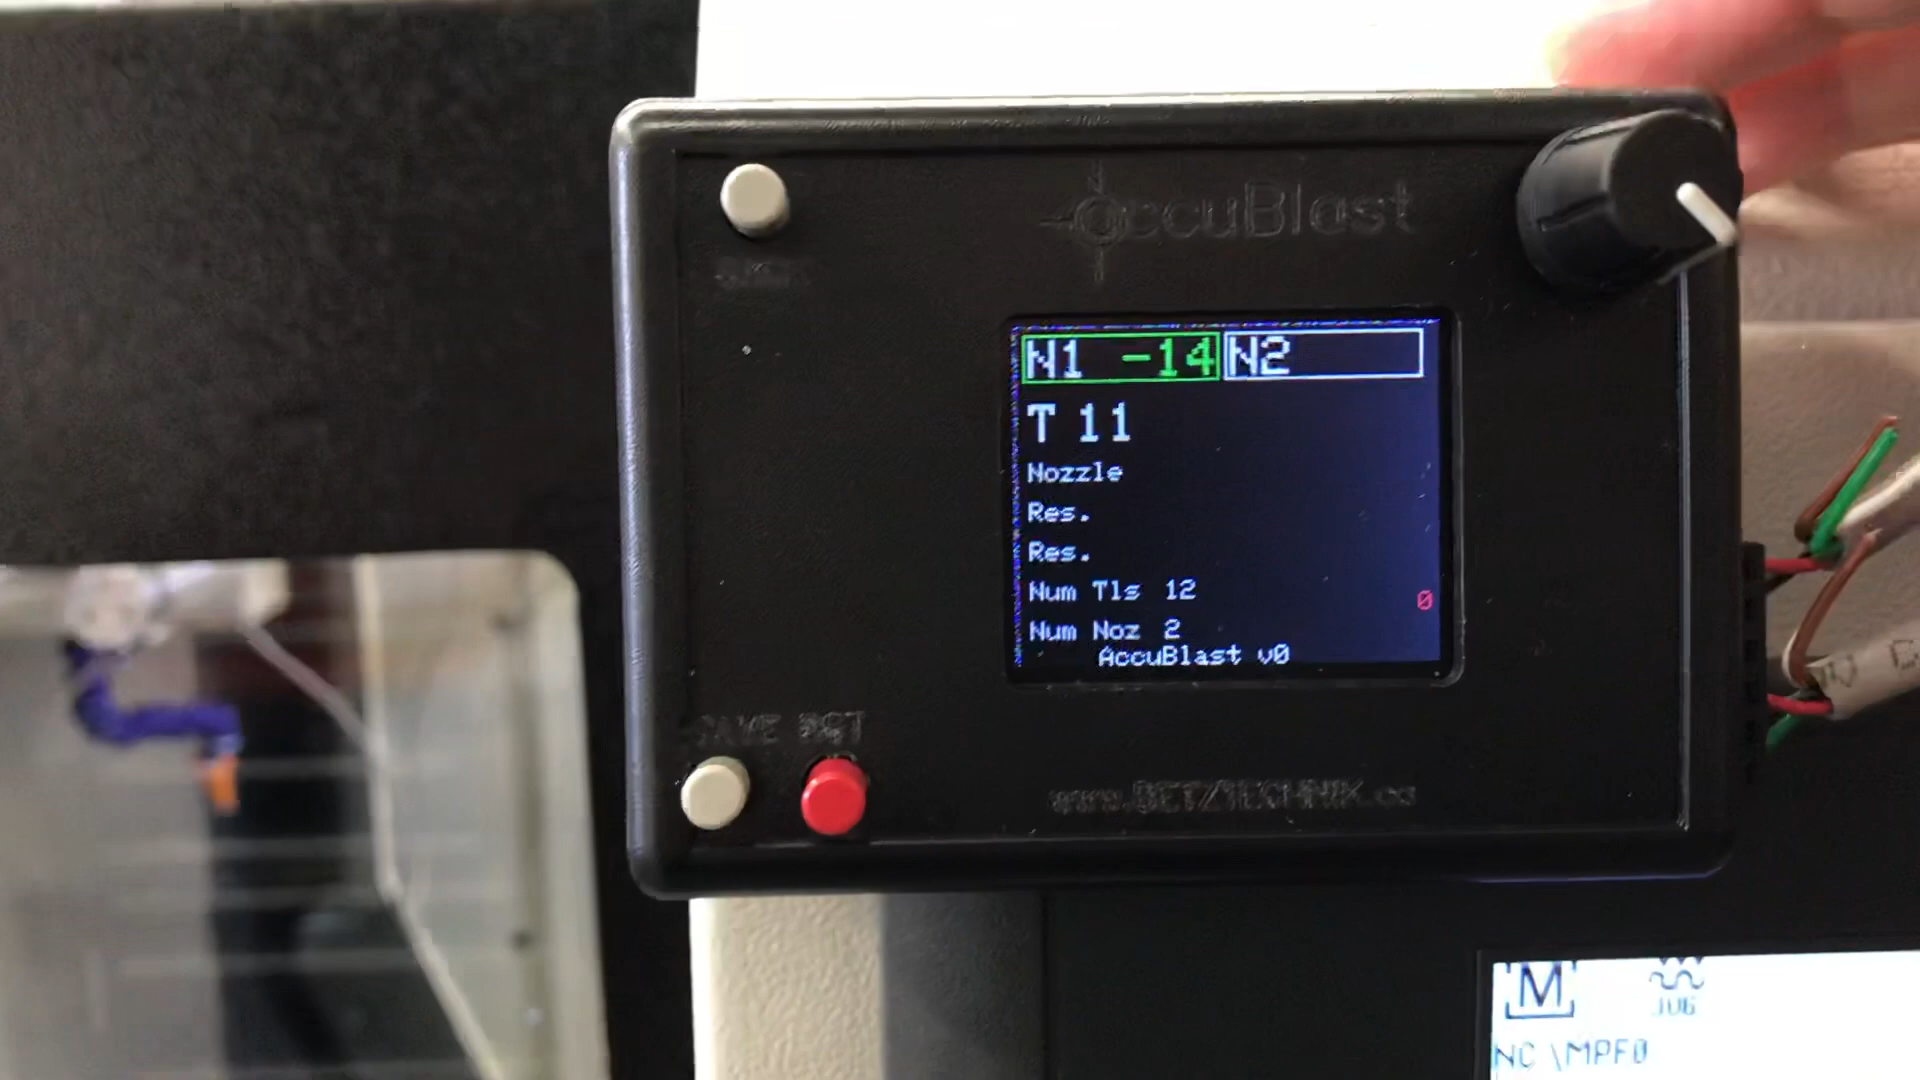 AccuBlast
N1 -14 N2
T 11
Nozzle
Res.
Res.
Num Tls 12
0
Num Noz 2
AccuBlast v0
SAVE RST
www.BETZTECHNIK.ca
M
JOG
NC\MPF0